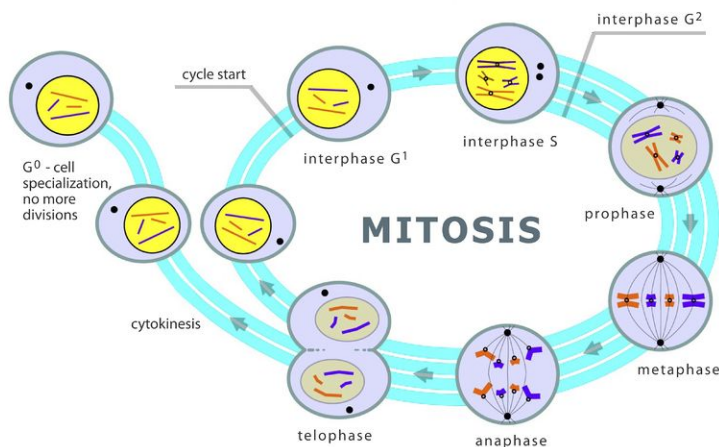 interphase G²
cycle start
interphase G¹
interphase S
G⁰ - cell
specialization,
no more
divisions
prophase
MITOSIS
cytokinesis
metaphase
telophase
anaphase